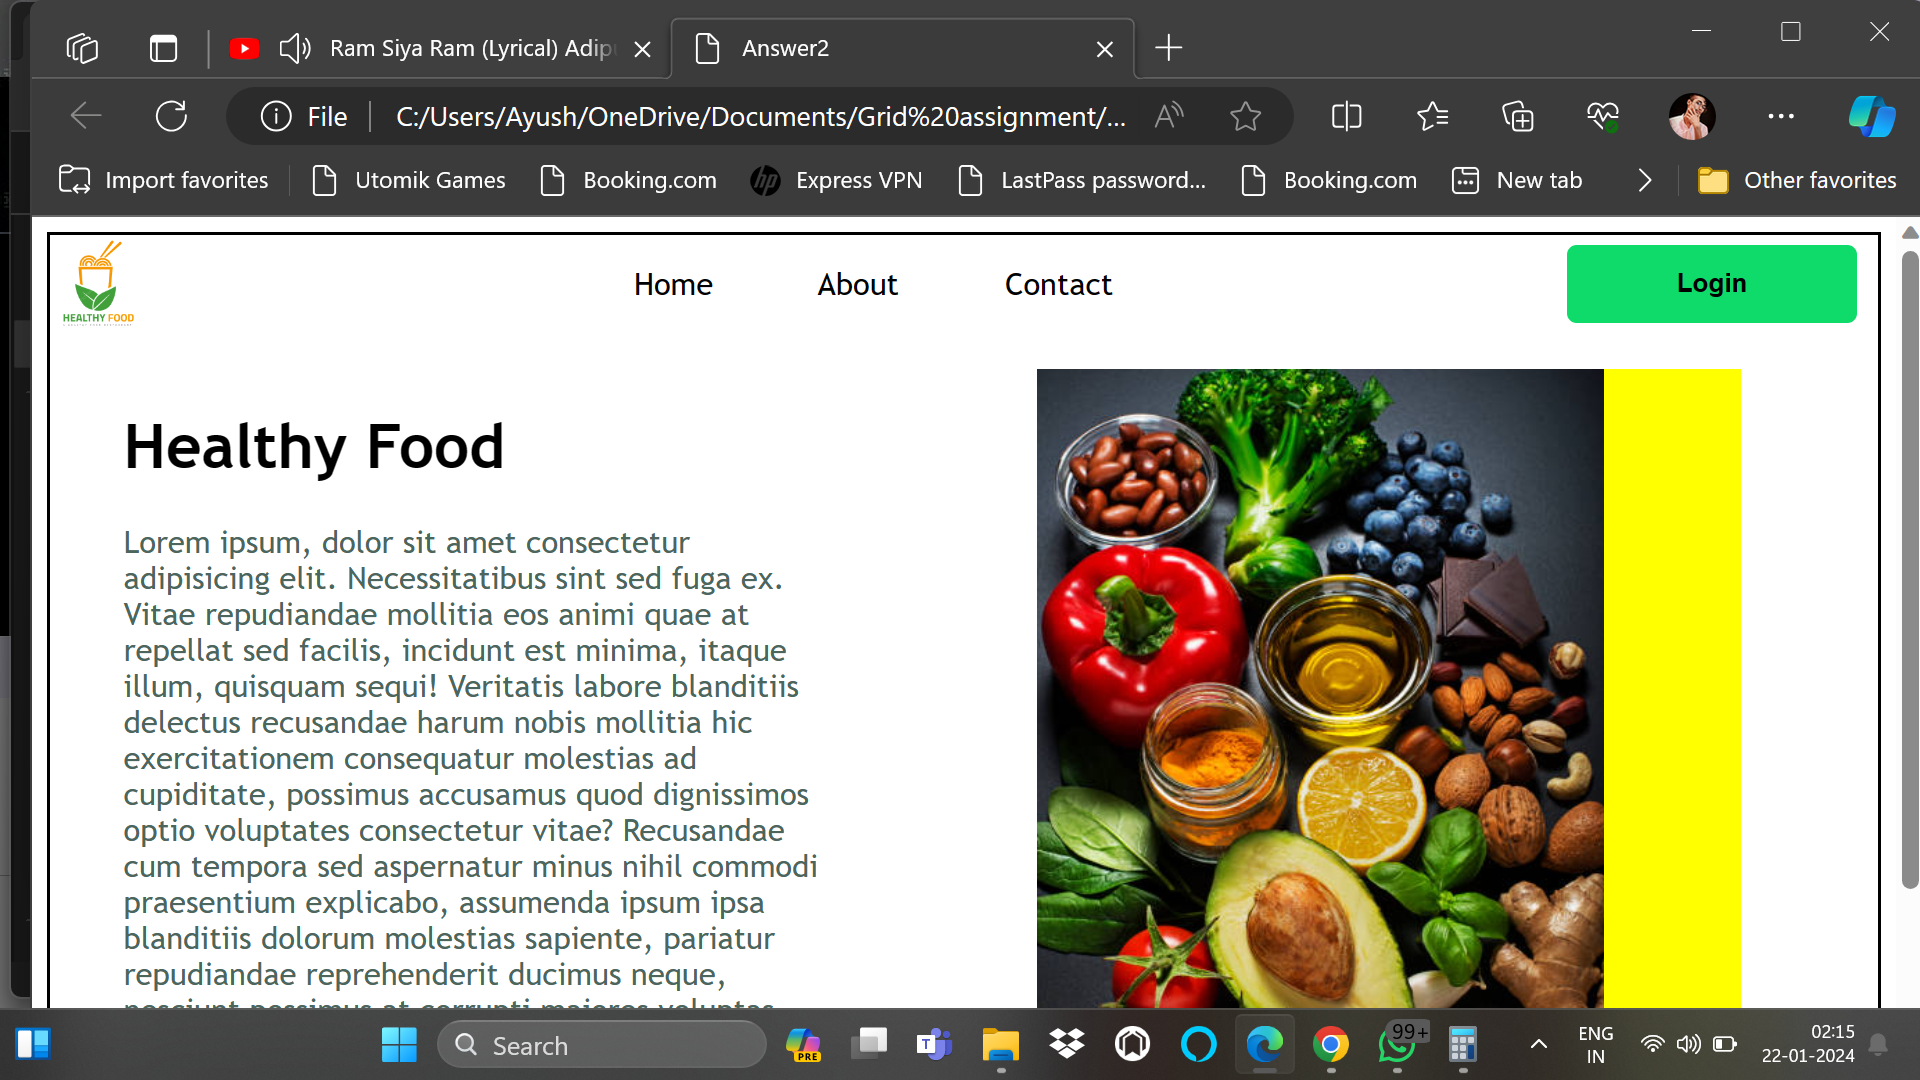 Ram Siya Ram (Lyrical) Adip
Answer2
File
C:/Users/Ayush/OneDrive/Documents/Grid%20assignment/...
Import favorites
Utomik Games
Booking.com
Express VPN
LastPass password...
Booking.com
New tab
Other favorites
HEALTHY FOOD
Home
About
Contact
Login
Healthy Food
Lorem ipsum, dolor sit amet consectetur
adipisicing elit. Necessitatibus sint sed fuga ex.
Vitae repudiandae mollitia eos animi quae at
repellat sed facilis, incidunt est minima, itaque
illum, quisquam sequi! Veritatis labore blanditiis
delectus recusandae harum nobis mollitia hic
exercitationem consequatur molestias ad
cupiditate, possimus accusamus quod dignissimos
optio voluptates consectetur vitae? Recusandae
cum tempora sed aspernatur minus nihil commodi
praesentium explicabo, assumenda ipsum ipsa
blanditiis dolorum molestias sapiente, pariatur
repudiandae reprehenderit ducimus neque,
Search
PRE
99+
ENG
IN
02:15
22-01-2024